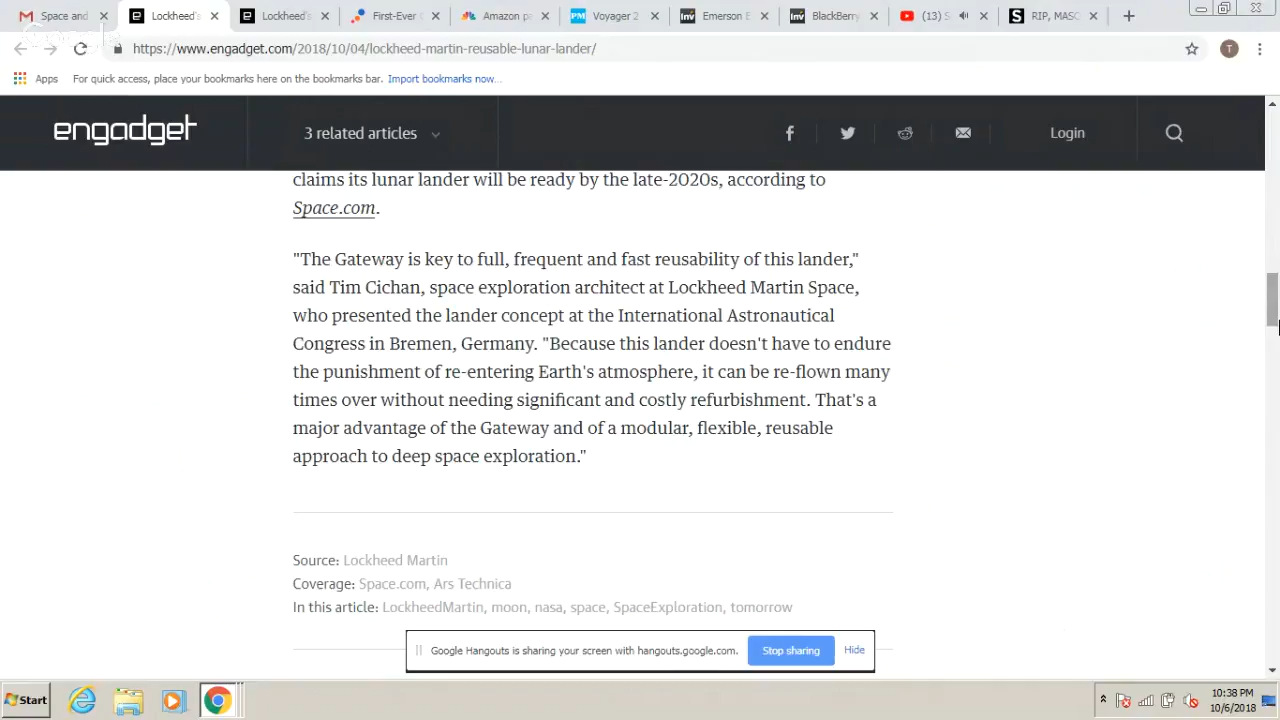 Space and
Lockheed's
Lockheed's
First-Ever
Amazon pa
Voyager 2
Emerson E
BlackBerry
(13) S
RIP, MASC
Google
https://www.engadget.com/2018/10/04/lockheed-martin-reusable-lunar-lander/
T
Apps
For quick access, place your bookmarks here on the bookmarks bar. Import bookmarks now...
engadget
3 related articles
Login
claims its lunar lander will be ready by the late-2020s, according to
Space.com.
"The Gateway is key to full, frequent and fast reusability of this lander,"
said Tim Cichan, space exploration architect at Lockheed Martin Space,
who presented the lander concept at the International Astronautical
Congress in Bremen, Germany. "Because this lander doesn't have to endure
the punishment of re-entering Earth's atmosphere, it can be re-flown many
times over without needing significant and costly refurbishment. That's a
major advantage of the Gateway and of a modular, flexible, reusable
approach to deep space exploration."
Source: Lockheed Martin
Coverage: Space.com, Ars Technica
In this article: LockheedMartin, moon, nasa, space, SpaceExploration, tomorrow
Google Hangouts is sharing your screen with hangouts.google.com.
Stop sharing
Hide
Start
10:38 PM
10/6/2018